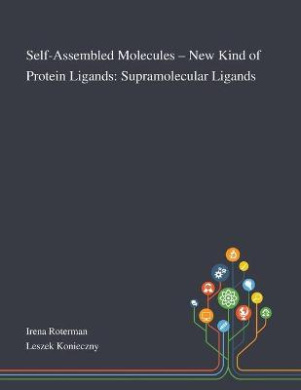 Self-Assembled Molecules – New Kind of
Protein Ligands: Supramolecular Ligands
Irena Roterman
Leszek Konieczny